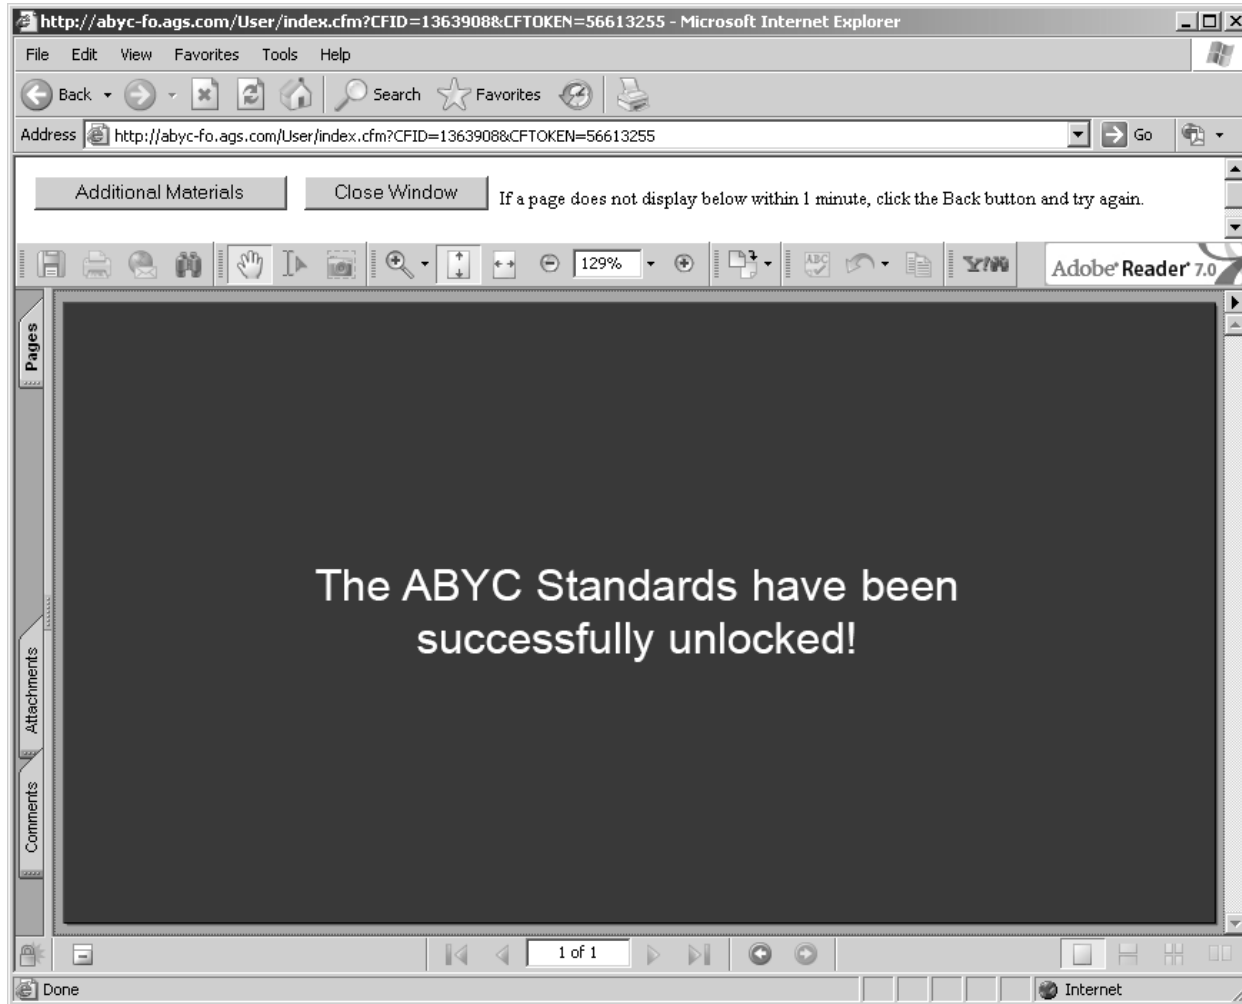 http://abyc-fo.ags.com/User/index.cfm?CFID=1363908&CFTOKEN=56613255 - Microsoft Internet Explorer
File Edit View Favorites Tools Help
Back Search Favorites
Address http://abyc-fo.ags.com/User/index.cfm?CFID=1363908&CFTOKEN=56613255 Go
Additional Materials Close Window If a page does not display below within 1 minute, click the Back button and try again.
129% ABC Y!N Adobe Reader 7.0
Pages
The ABYC Standards have been
successfully unlocked!
Attachments
Comments
1 of 1
Done Internet